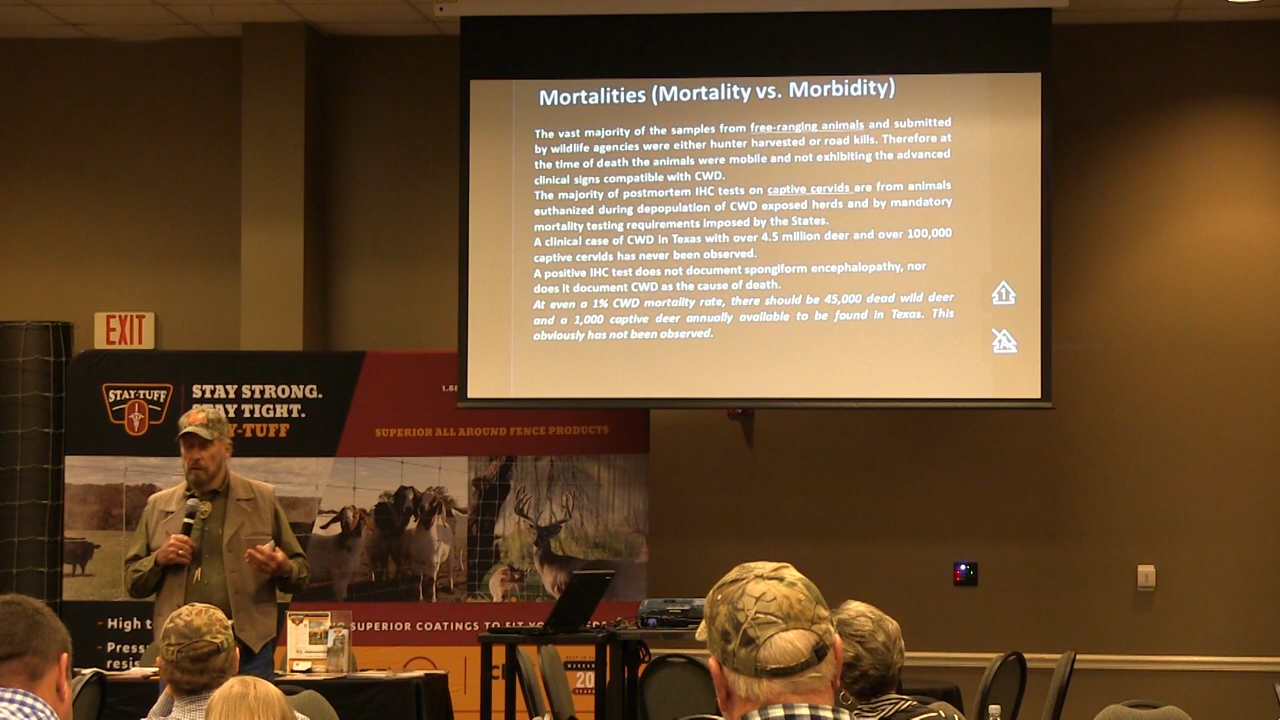 Mortalities (Mortality vs. Morbidity)
The vast majority of the samples from free-ranging animals and submitted
by wildlife agencies were either hunter harvested or road kills. Therefore at
the time of death the animals were mobile and not exhibiting the advanced
clinical signs compatible with CWD.
The majority of postmortem IHC tests on captive cervids are from animals
euthanized during depopulation of CWD exposed herds and by mandatory
mortality testing requirements imposed by the States.
A clinical case of CWD in Texas with over 4.5 million deer and over 100,000
captive cervids has never been observed.
A positive IHC test does not document spongiform encephalopathy, nor
does it document CWD as the cause of death.
At even a 1% CWD mortality rate, there should be 45,000 dead wild deer
and a 1,000 captive deer annually available to be found in Texas. This
obviously has not been observed.
1
EXIT
STAY-TUFF
STAY STRONG.
STAY TIGHT.
Y-TUFF
SUPERIOR ALL AROUND FENCE PRODUCTS
- High t
SUPERIOR COATINGS TO FIT YO
- Press
resis
20